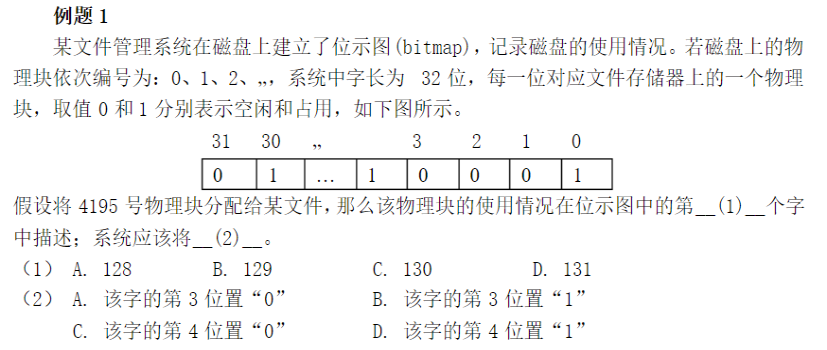 例题 1
某文件管理系统在磁盘上建立了位示图(bitmap)，记录磁盘的使用情况。若磁盘上的物
理块依次编号为：0、1、2、„，系统中字长为 32 位，每一位对应文件存储器上的一个物理
块，取值 0 和 1 分别表示空闲和占用，如下图所示。
31 30 „ 3 2 1 0
0 1 … 1 0 0 0 1
假设将 4195 号物理块分配给某文件，那么该物理块的使用情况在位示图中的第__(1)__个字
中描述；系统应该将__(2)__。
（1） A. 128 B. 129 C. 130 D. 131
（2） A. 该字的第 3 位置“0” B. 该字的第 3 位置“1”
C. 该字的第 4 位置“0” D. 该字的第 4 位置“1”